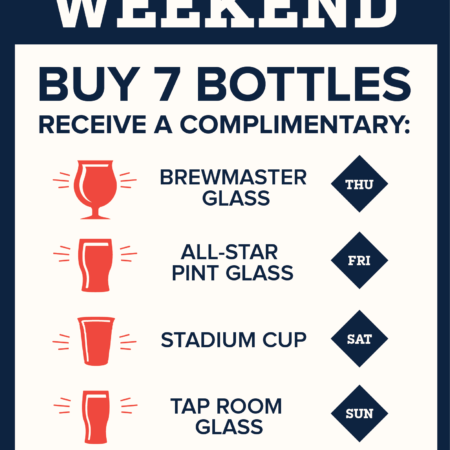 WEEKEND
BUY 7 BOTTLES
RECEIVE A COMPLIMENTARY:
BREWMASTER
GLASS
THU
ALL-STAR
PINT GLASS
FRI
STADIUM CUP
SAT
TAP ROOM
GLASS
SUN